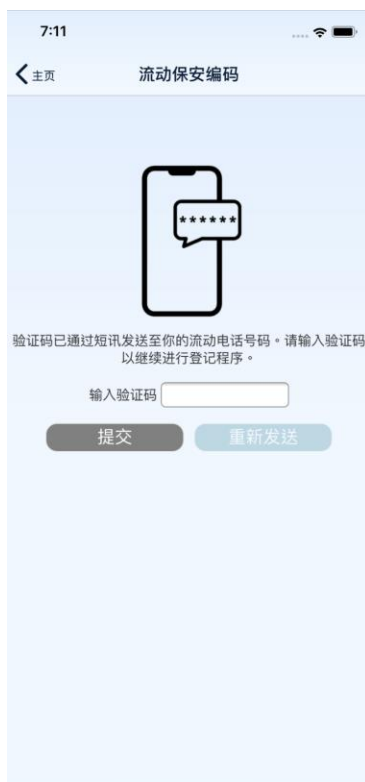 7:11
主页
流动保安编码
******
验证码已通过短讯发送至你的流动电话号码。请输入验证码
以继续进行登记程序。
输入验证码
提交
重新发送